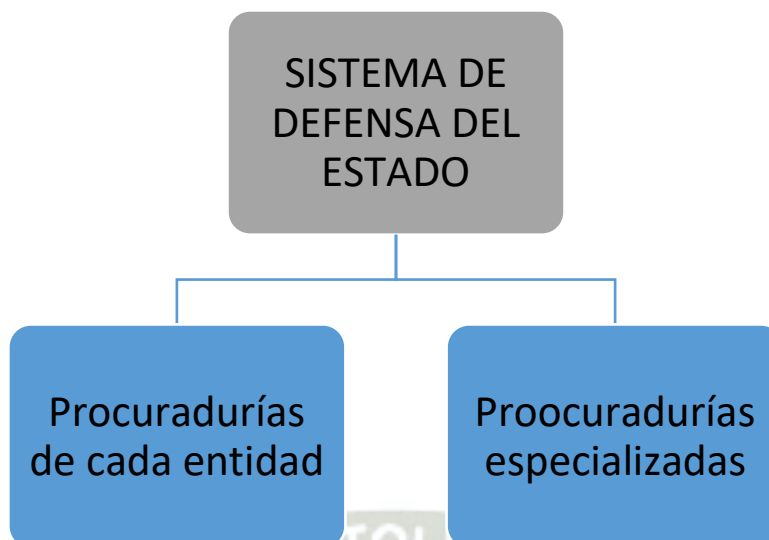 SISTEMA DE
DEFENSA DEL
ESTADO
Procuradurías
de cada entidad
Proocuradurías
especializadas